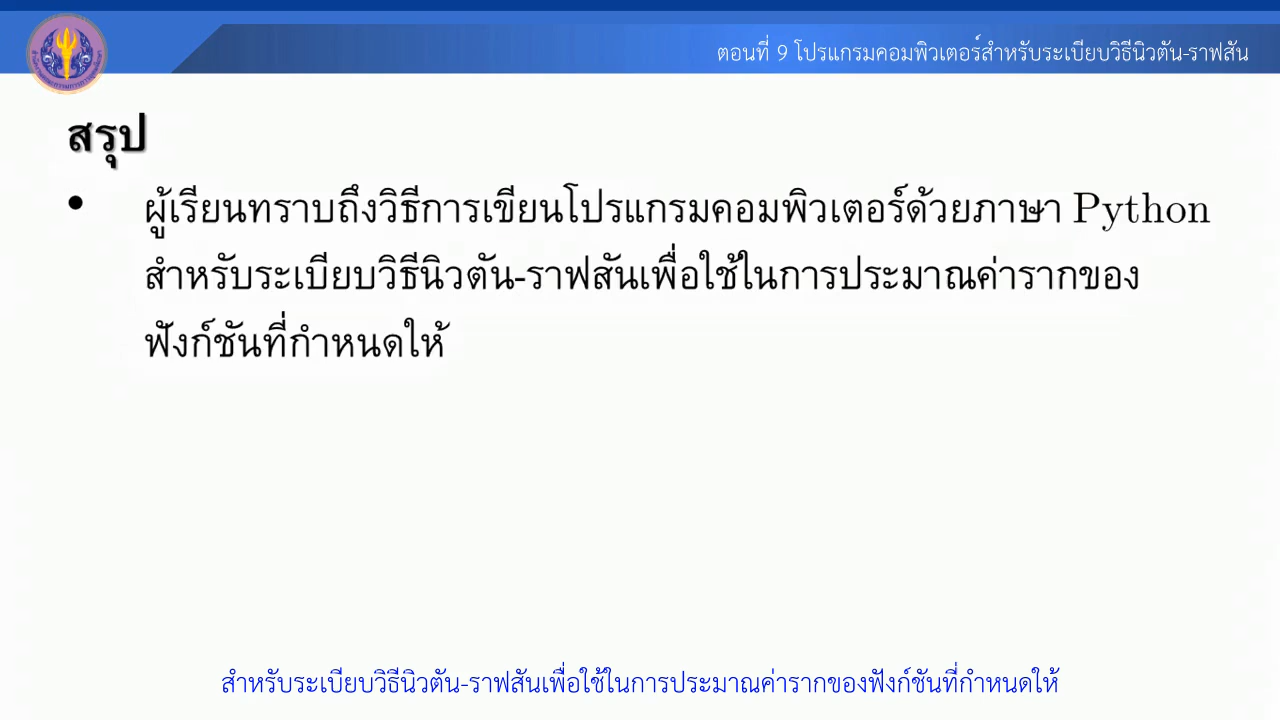 ตอนที่ 9 โปรแกรมคอมพิวเตอร์สำหรับระเบียบวิธีนิวตัน-ราฟสัน
สรุป
• ผู้เรียนทราบถึงวิธีการเขียนโปรแกรมคอมพิวเตอร์ด้วยภาษา Python
สำหรับระเบียบวิธีนิวตัน-ราฟสันเพื่อใช้ในการประมาณค่ารากของ
ฟังก์ชันที่กำหนดให้
สำหรับระเบียบวิธีนิวตัน-ราฟสันเพื่อใช้ในการประมาณค่ารากของฟังก์ชันที่กำหนดให้